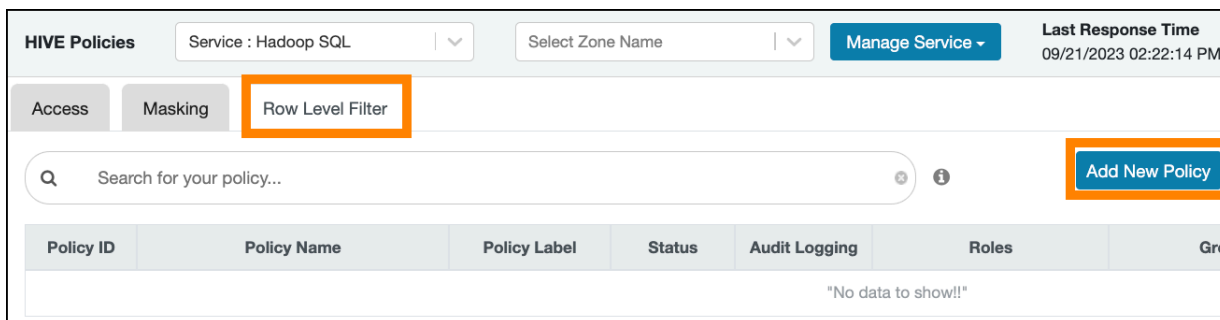 HIVE Policies
Service : Hadoop SQL
Select Zone Name
Manage Service
Last Response Time
09/21/2023 02:22:14 PM
Access
Masking
Row Level Filter
Search for your policy...
Add New Policy
Policy ID
Policy Name
Policy Label
Status
Audit Logging
Roles
"No data to show!!"